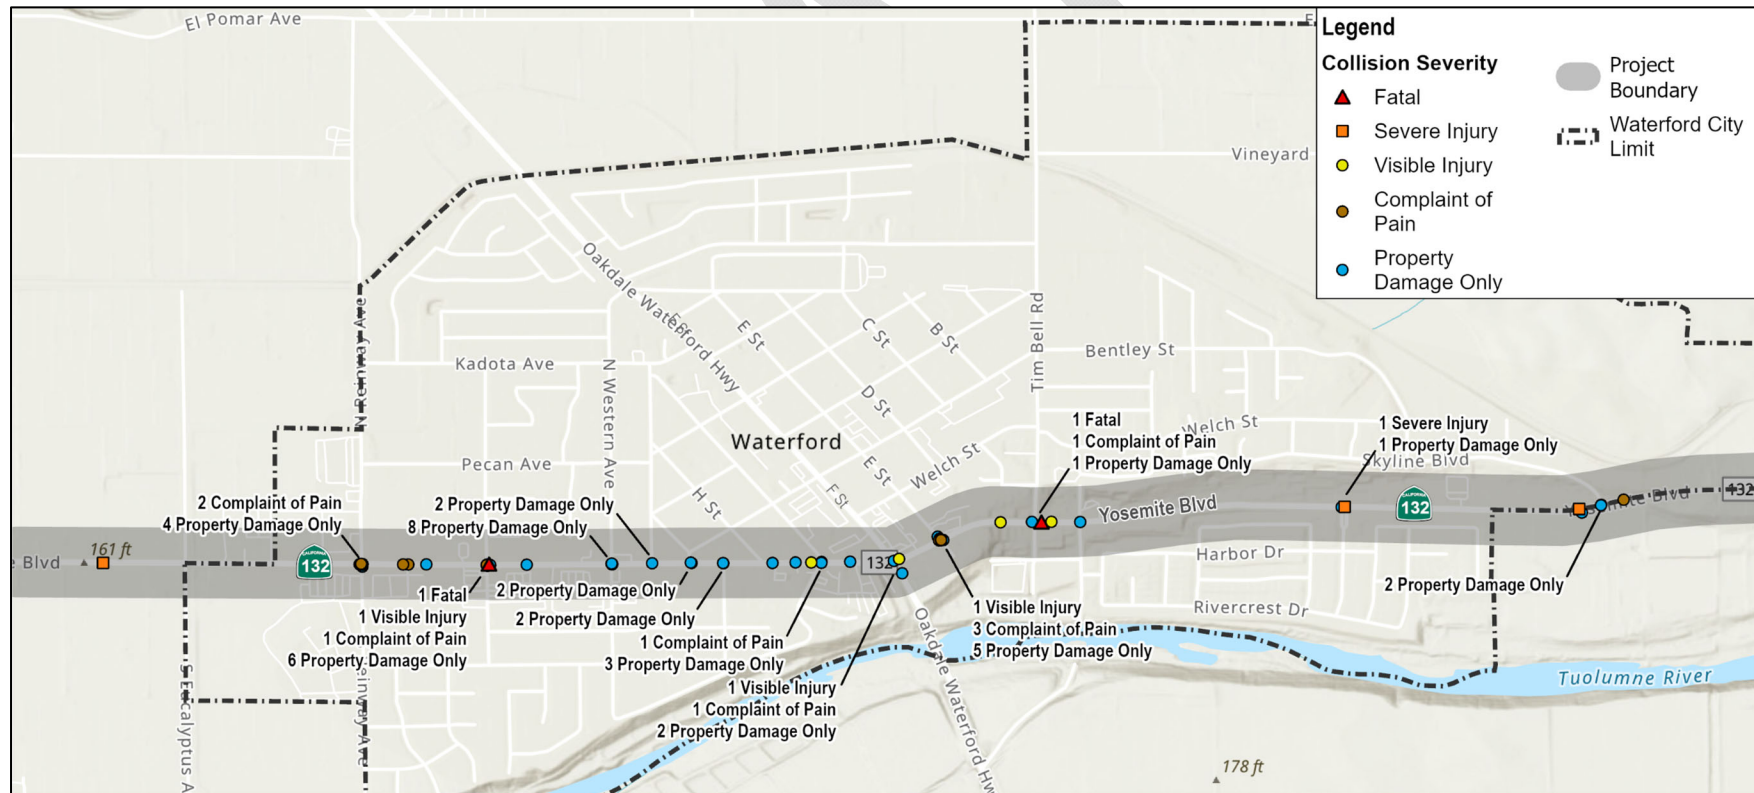 El Pomar Ave
Legend
Collision Severity
Fatal
Severe Injury
Visible Injury
Complaint of
Pain
Property
Damage Only
Project
Boundary
Waterford City
Limit
Vineyard
Oakdale Waterford Hwy
E St
C St
B St
Tim Bell Rd
Bentley St
N Reinway Ave
Kadota Ave
N Western Ave
D St
Waterford
Welch St
Welch St
Pecan Ave
E St
F St
H St
Skyline Blvd
1 Fatal
1 Complaint of Pain
1 Property Damage Only
1 Severe Injury
1 Property Damage Only
2 Complaint of Pain
4 Property Damage Only
2 Property Damage Only
8 Property Damage Only
Yosemite Blvd
CALIFORNIA
132
Yosemite Blvd
132
161 ft
e Blvd
CALIFORNIA
132
132
Harbor Dr
1 Fatal
1 Visible Injury
1 Complaint of Pain
6 Property Damage Only
2 Property Damage Only
2 Property Damage Only
1 Complaint of Pain
3 Property Damage Only
1 Visible Injury
1 Complaint of Pain
2 Property Damage Only
1 Visible Injury
3 Complaint of Pain
5 Property Damage Only
2 Property Damage Only
Rivercrest Dr
Oakdale Waterford Hw
Tuolumne River
S Eucalyptus A
Reinway Ave
178 ft